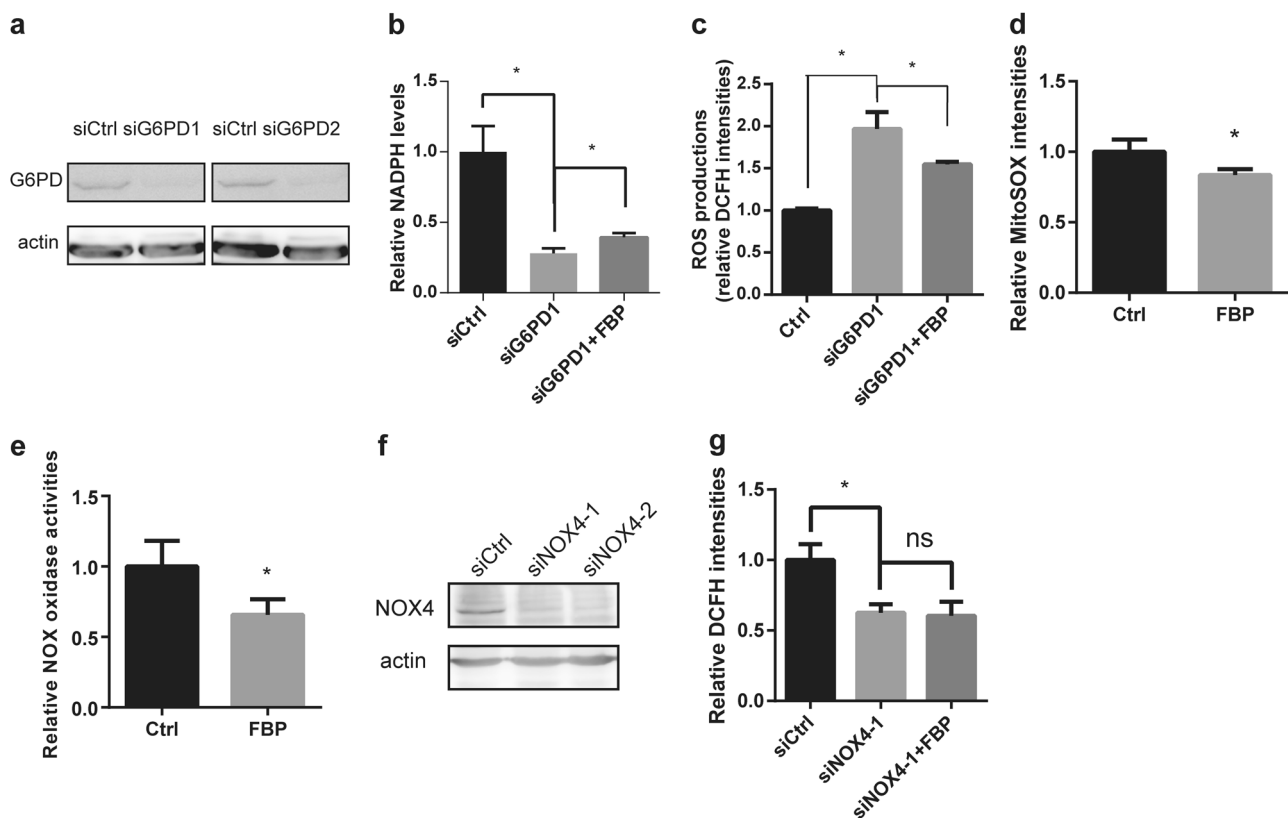 a
siCtrl siG6PD1 siCtrl siG6PD2
G6PD
actin
b
Relative NADPH levels
1.5
1.0
0.5
0.0
*
*
siCtrl
siG6PD1
siG6PD1+FBP
c
ROS productions
(relative DCFH intensities)
2.5
2.0
1.5
1.0
0.5
0.0
*
*
Ctrl
siG6PD1
siG6PD1+FBP
d
Relative MitoSOX intensities
1.5
1.0
0.5
0.0
*
Ctrl
FBP
e
Relative NOX oxidase activities
1.5
1.0
0.5
0.0
*
Ctrl
FBP
f
siCtrl
siNOX4-1
siNOX4-2
NOX4
actin
g
Relative DCFH intensities
1.5
1.0
0.5
0.0
*
ns
siCtrl
siNOX4-1
siNOX4-1+FBP